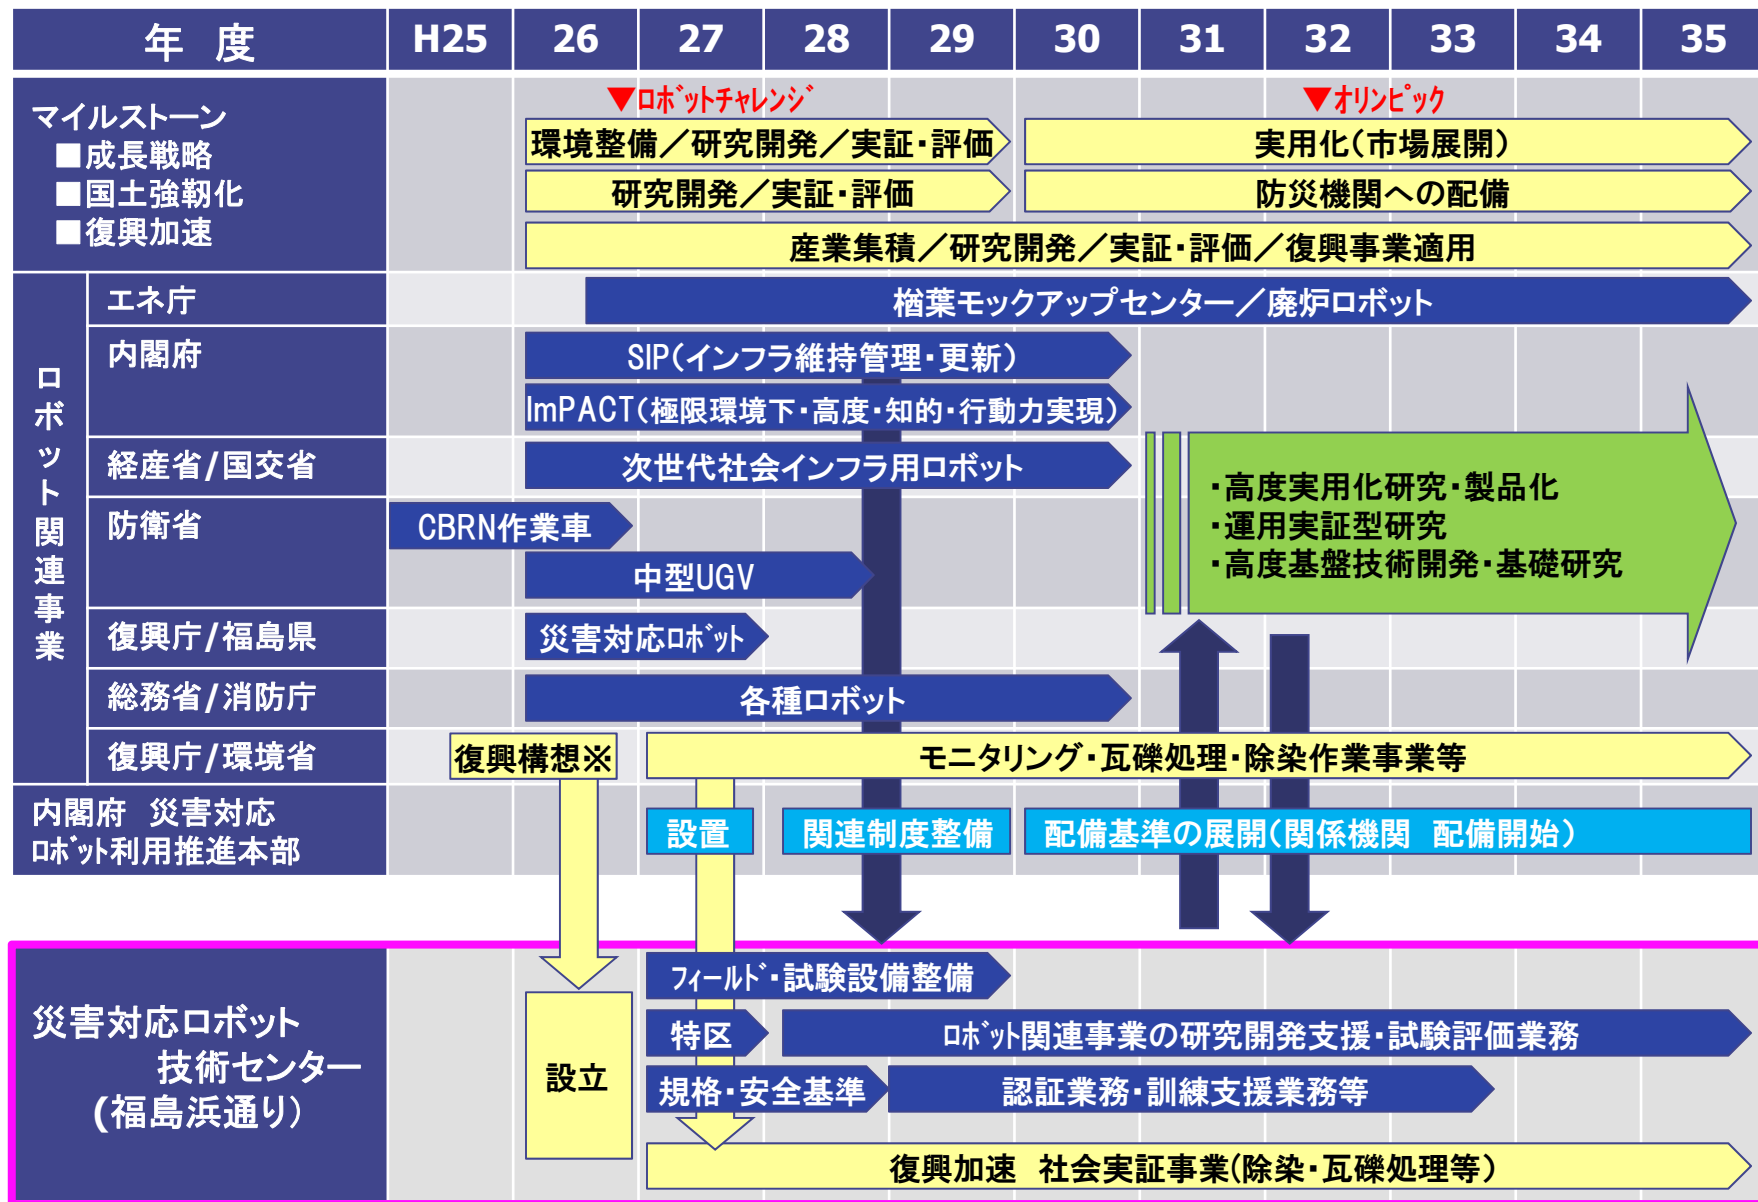 年 度 H25 26 27 28 29 30 31 32 33 34 35
マイルストーン
■成長戦略
■国土強靭化
■復興加速
▼ロボットチャレンジ
▼オリンピック
環境整備／研究開発／実証・評価
実用化（市場展開）
研究開発／実証・評価
防災機関への配備
産業集積／研究開発／実証・評価／復興事業適用
ロボット関連事業
エネ庁
楢葉モックアップセンター／廃炉ロボット
内閣府
SIP（インフラ維持管理・更新）
ImPACT（極限環境下・高度・知的・行動力実現）
経産省/国交省
次世代社会インフラ用ロボット
防衛省
CBRN作業車
中型UGV
・高度実用化研究・製品化
・運用実証型研究
・高度基盤技術開発・基礎研究
復興庁/福島県
災害対応ロボット
総務省/消防庁
各種ロボット
復興庁/環境省
復興構想※
モニタリング・瓦礫処理・除染作業事業等
内閣府 災害対応
ロボット利用推進本部
設置
関連制度整備
配備基準の展開（関係機関 配備開始）
災害対応ロボット
技術センター
(福島浜通り)
設立
フィールド・試験設備整備
特区
ロボット関連事業の研究開発支援・試験評価業務
規格・安全基準
認証業務・訓練支援業務等
復興加速 社会実証事業(除染・瓦礫処理等)